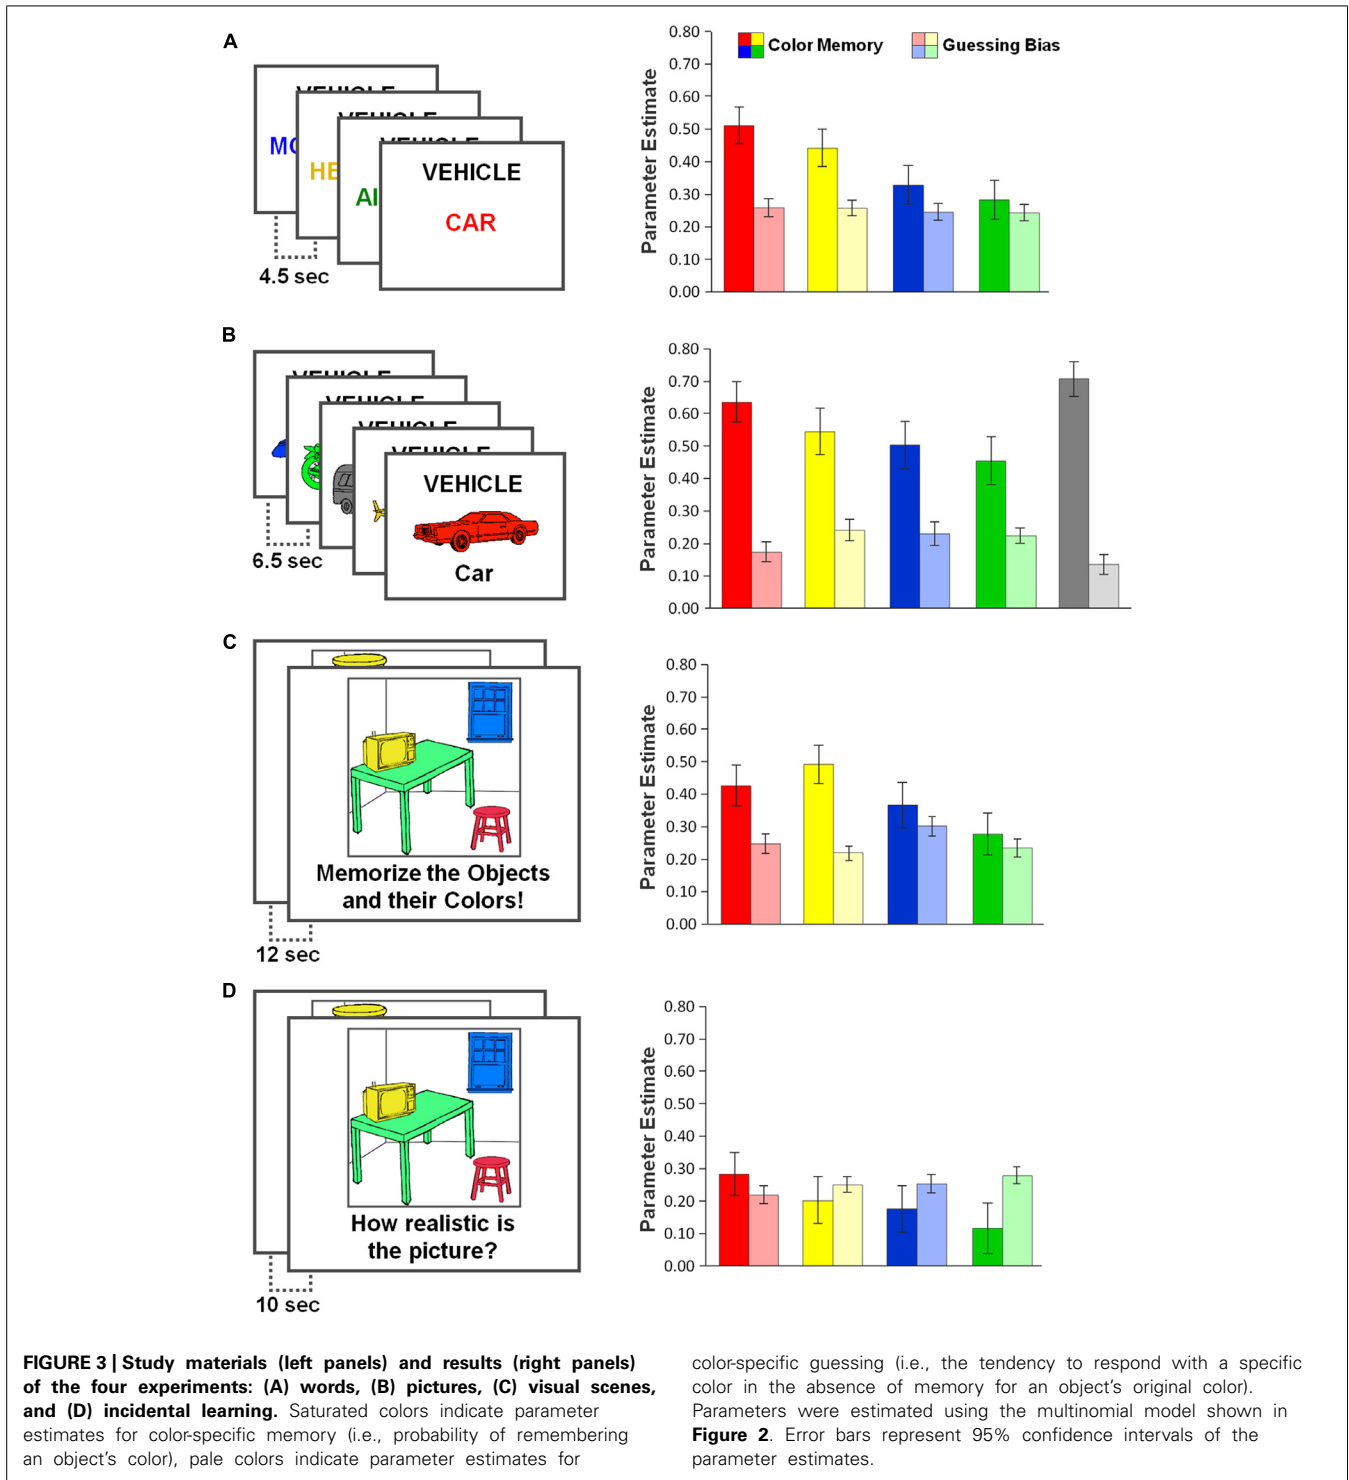 A
VEHICLE
VEHICLE
VEHICLE
VEHICLE
MO
HE
AI
CAR
4.5 sec
0.80
0.70
0.60
0.50
0.40
0.30
0.20
0.10
0.00
Parameter Estimate
Color Memory
Guessing Bias
B
VEHICLE
VEHICLE
VEHICLE
VEHICLE
VEHICLE
Car
6.5 sec
0.80
0.70
0.60
0.50
0.40
0.30
0.20
0.10
0.00
Parameter Estimate
C
Memorize the Objects
and their Colors!
12 sec
0.80
0.70
0.60
0.50
0.40
0.30
0.20
0.10
0.00
Parameter Estimate
D
How realistic is
the picture?
10 sec
0.80
0.70
0.60
0.50
0.40
0.30
0.20
0.10
0.00
Parameter Estimate
FIGURE 3 | Study materials (left panels) and results (right panels)
of the four experiments: (A) words, (B) pictures, (C) visual scenes,
and (D) incidental learning. Saturated colors indicate parameter
estimates for color-specific memory (i.e., probability of remembering
an object's color), pale colors indicate parameter estimates for
color-specific guessing (i.e., the tendency to respond with a specific
color in the absence of memory for an object's original color).
Parameters were estimated using the multinomial model shown in
Figure 2. Error bars represent 95% confidence intervals of the
parameter estimates.